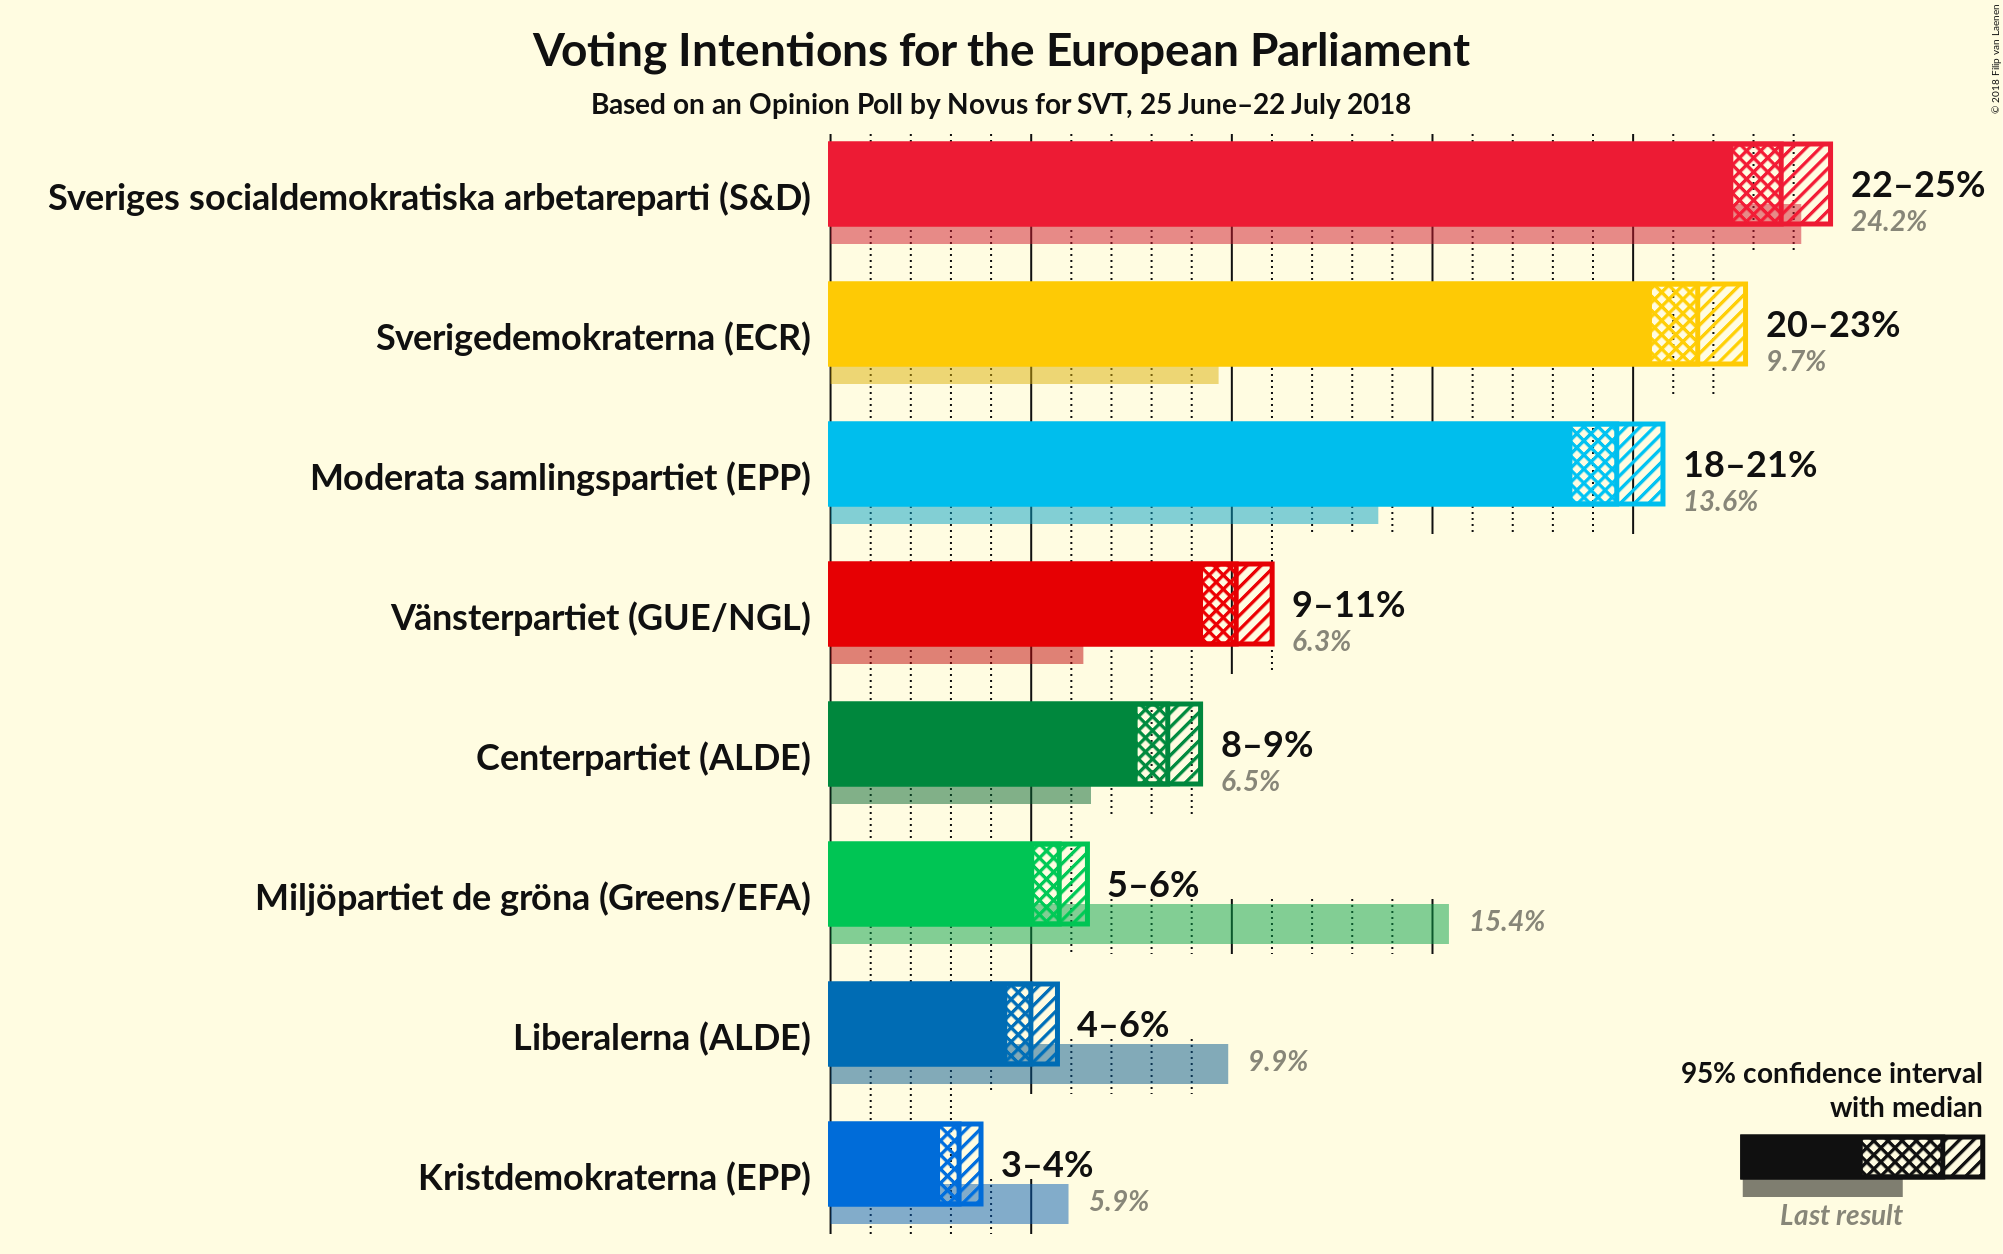 Voting Intentions for the European Parliament
Based on an Opinion Poll by Novus for SVT, 25 June–22 July 2018
© 2018 Filip van Laenen
Sveriges socialdemokratiska arbetareparti (S&D)
22–25%
24.2%
Sverigedemokraterna (ECR)
20–23%
9.7%
Moderata samlingspartiet (EPP)
18–21%
13.6%
Vänsterpartiet (GUE/NGL)
9–11%
6.3%
Centerpartiet (ALDE)
8–9%
6.5%
Miljöpartiet de gröna (Greens/EFA)
5–6%
15.4%
Liberalerna (ALDE)
4–6%
9.9%
Kristdemokraterna (EPP)
3–4%
5.9%
95% confidence interval
with median
Last result